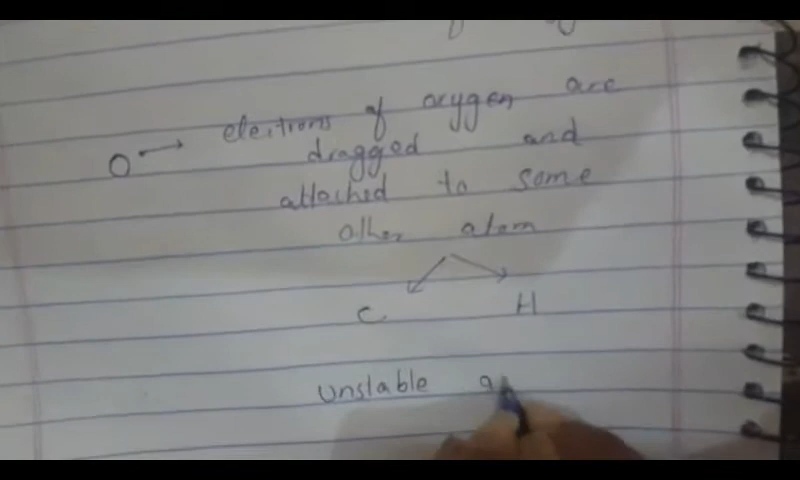 O → electrons of oxygen are
dragged and
attached to some
other atom
C H
unstable a